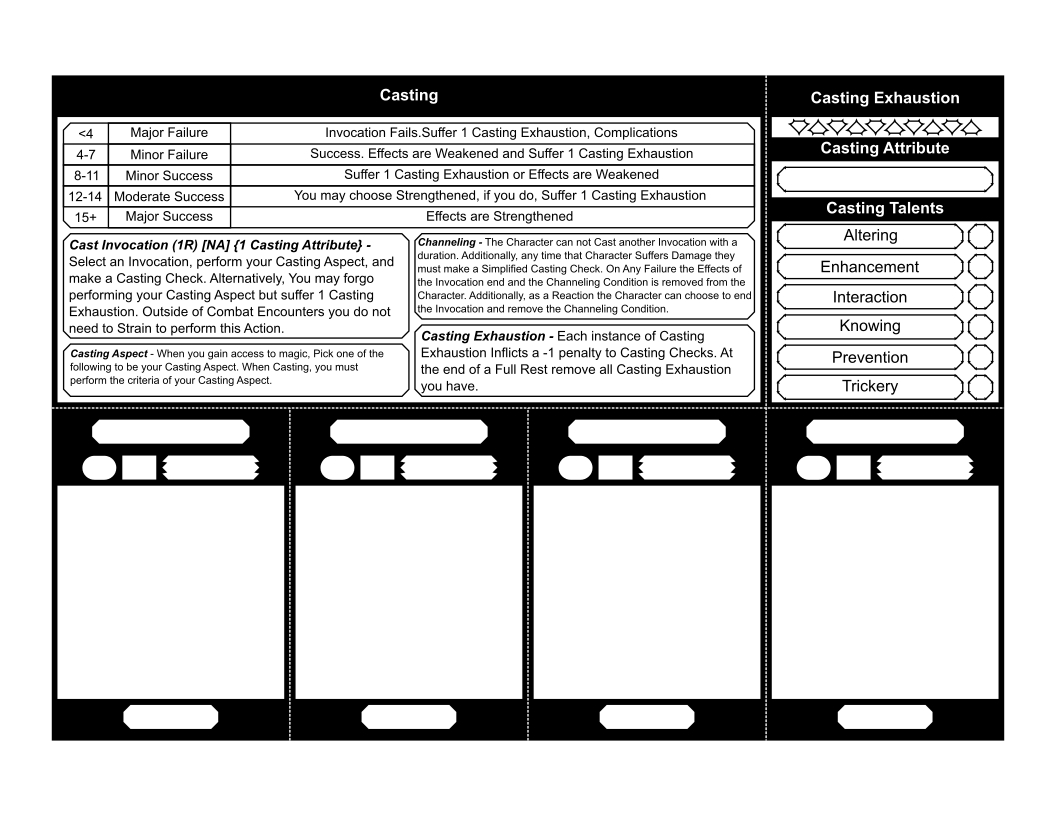 Casting
<4 Major Failure Invocation Fails.Suffer 1 Casting Exhaustion, Complications
4-7 Minor Failure Success. Effects are Weakened and Suffer 1 Casting Exhaustion
8-11 Minor Success Suffer 1 Casting Exhaustion or Effects are Weakened
12-14 Moderate Success You may choose Strengthened, if you do, Suffer 1 Casting Exhaustion
15+ Major Success Effects are Strengthened
Cast Invocation (1R) [NA] {1 Casting Attribute} -
Select an Invocation, perform your Casting Aspect, and
make a Casting Check. Alternatively, You may forgo
performing your Casting Aspect but suffer 1 Casting
Exhaustion. Outside of Combat Encounters you do not
need to Strain to perform this Action.
Casting Aspect - When you gain access to magic, Pick one of the
following to be your Casting Aspect. When Casting, you must
perform the criteria of your Casting Aspect.
Channeling - The Character can not Cast another Invocation with a
duration. Additionally, any time that Character Suffers Damage they
must make a Simplified Casting Check. On Any Failure the Effects of
the Invocation end and the Channeling Condition is removed from the
Character. Additionally, as a Reaction the Character can choose to end
the Invocation and remove the Channeling Condition.
Casting Exhaustion - Each instance of Casting
Exhaustion Inflicts a -1 penalty to Casting Checks. At
the end of a Full Rest remove all Casting Exhaustion
you have.
Casting Exhaustion
Casting Attribute
Casting Talents
Altering
Enhancement
Interaction
Knowing
Prevention
Trickery